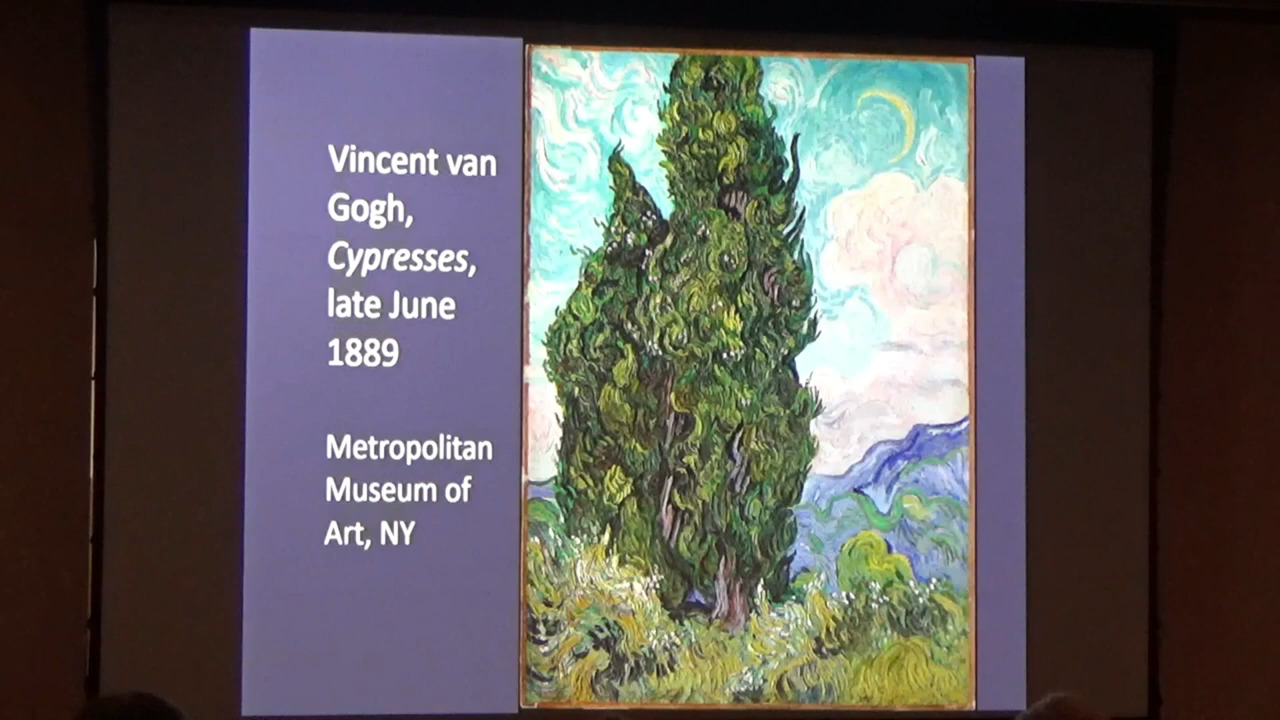 Vincent van
Gogh,
Cypresses,
late June
1889
Metropolitan
Museum of
Art, NY